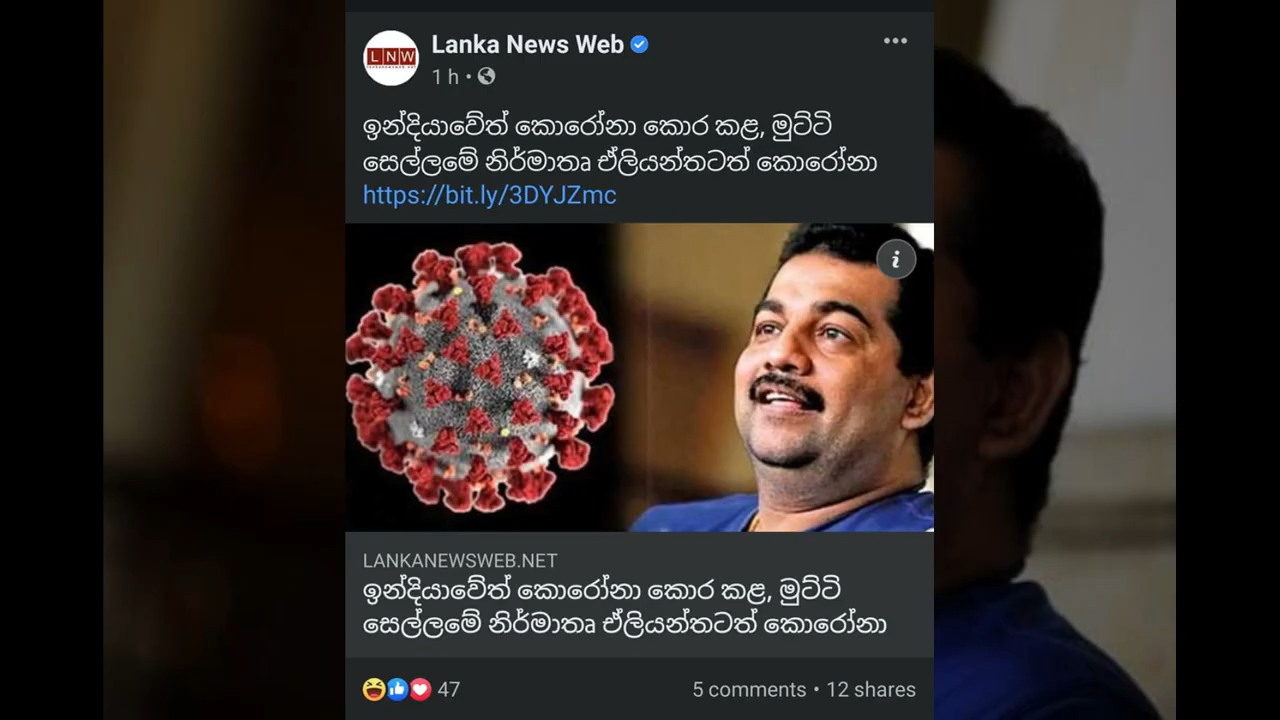 LNW
Lanka News Web
1 h
ඉන්දියාවේත් කොරෝනා කොර කළ, මුට්ටි
සෙල්ලමේ නිර්මාතෘ ඒලියන්තටත් කොරෝනා
https://bit.ly/3DYJZmc
i
LANKANEWSWEB.NET
ඉන්දියාවේත් කොරෝනා කොර කළ, මුට්ටි
සෙල්ලමේ නිර්මාතෘ ඒලියන්තටත් කොරෝනා
47
5 comments • 12 shares